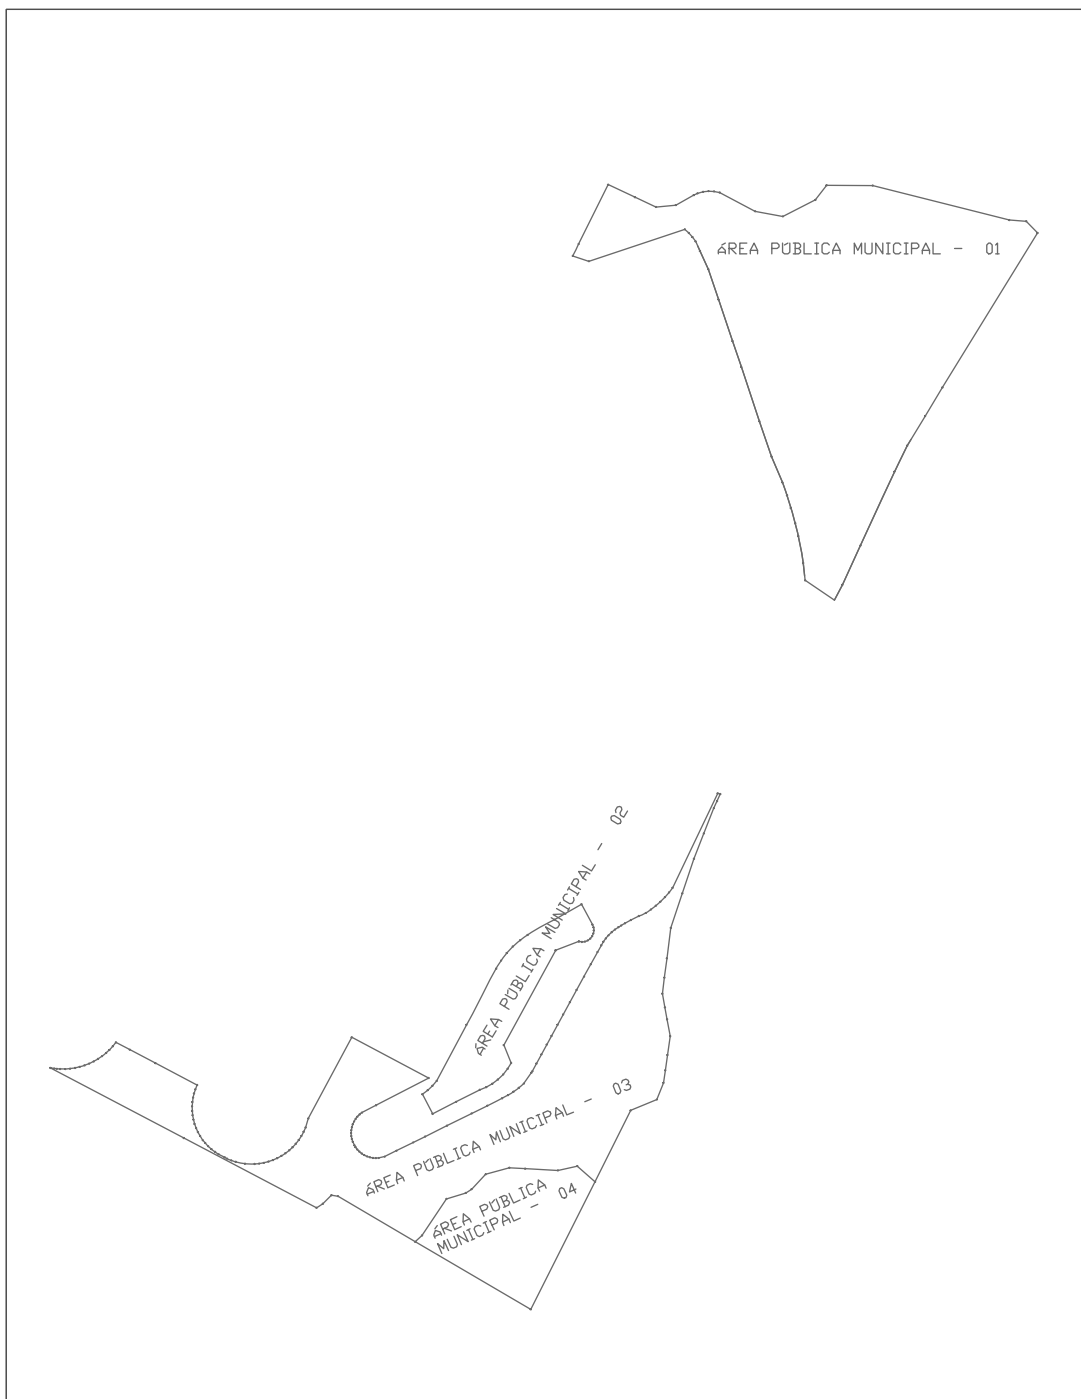 ÁREA PÚBLICA MUNICIPAL - 01
ÁREA PÚBLICA MUNICIPAL - 02
ÁREA PÚBLICA MUNICIPAL - 03
ÁREA PÚBLICA
MUNICIPAL - 04